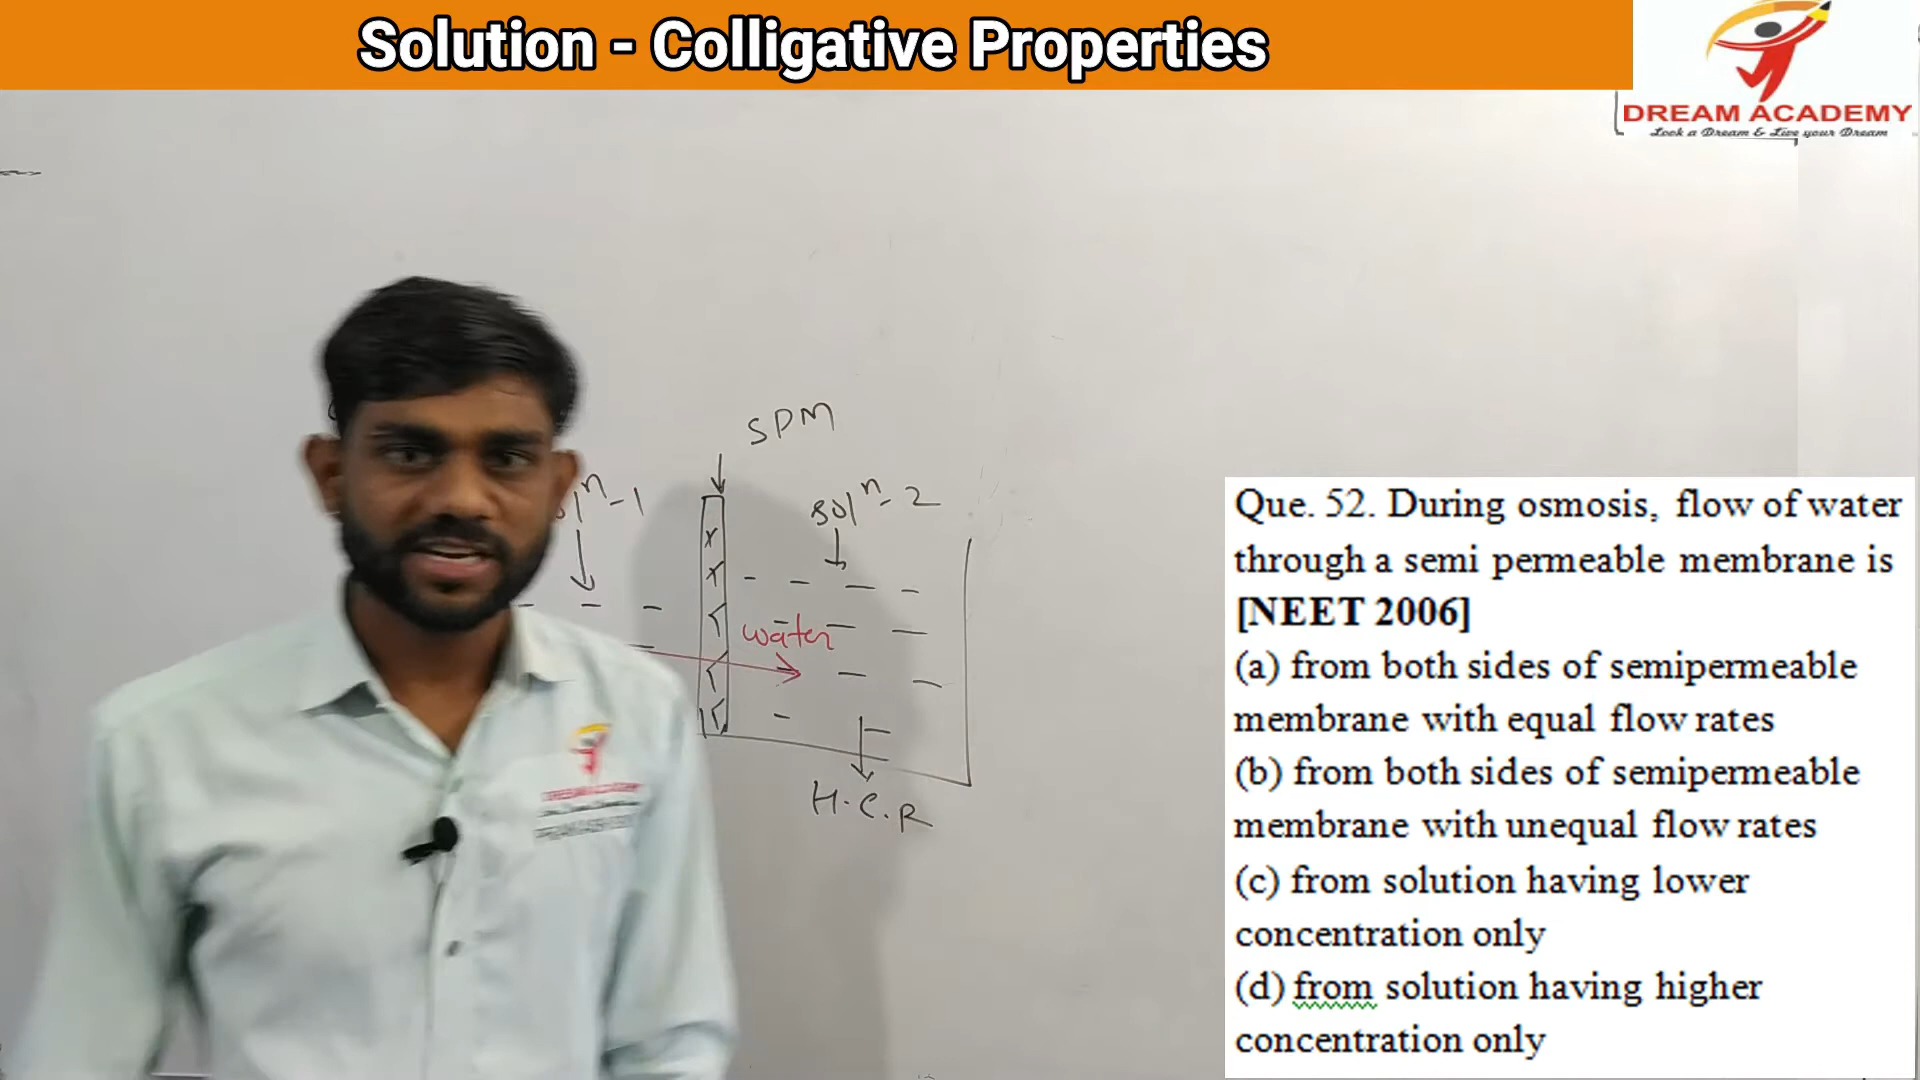 Solution - Colligative Properties
DREAM ACADEMY
Look a Dream & Live your Dream
SPM
solⁿ-1
solⁿ-2
water
H.C.R
DREAM ACADEMY
Que. 52. During osmosis, flow of water
through a semi permeable membrane is
[NEET 2006]
(a) from both sides of semipermeable
membrane with equal flow rates
(b) from both sides of semipermeable
membrane with unequal flow rates
(c) from solution having lower
concentration only
(d) from solution having higher
concentration only